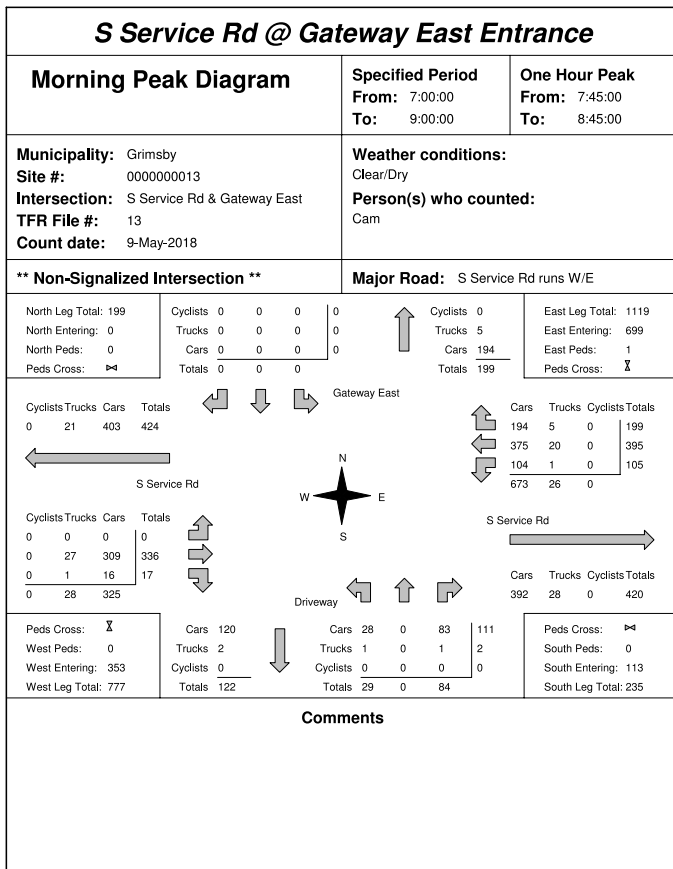 S Service Rd @ Gateway East Entrance
Morning Peak Diagram
Specified Period
From: 7:00:00
To: 9:00:00
One Hour Peak
From: 7:45:00
To: 8:45:00
Municipality: Grimsby
Site #: 0000000013
Intersection: S Service Rd & Gateway East
TFR File #: 13
Count date: 9-May-2018
Weather conditions:
Clear/Dry
Person(s) who counted:
Cam
** Non-Signalized Intersection **
Major Road: S Service Rd runs W/E
North Leg Total: 199
North Entering: 0
North Peds: 0
Peds Cross: ⋈
Cyclists 0 0 0 0
Trucks 0 0 0 0
Cars 0 0 0 0
Totals 0 0 0
Cyclists 0
Trucks 5
Cars 194
Totals 199
East Leg Total: 1119
East Entering: 699
East Peds: 1
Peds Cross:
Gateway East
Cyclists Trucks Cars Totals
0 21 403 424
Cars Trucks Cyclists Totals
194 5 0 199
375 20 0 395
104 1 0 105
673 26 0
S Service Rd
N
W E
S
Cyclists Trucks Cars Totals
0 0 0 0
0 27 309 336
0 1 16 17
0 28 325
S Service Rd
Cars Trucks Cyclists Totals
392 28 0 420
Driveway
Peds Cross:
West Peds: 0
West Entering: 353
West Leg Total: 777
Cars 120
Trucks 2
Cyclists 0
Totals 122
Cars 28 0 83 111
Trucks 1 0 1 2
Cyclists 0 0 0 0
Totals 29 0 84
Peds Cross: ⋈
South Peds: 0
South Entering: 113
South Leg Total: 235
Comments